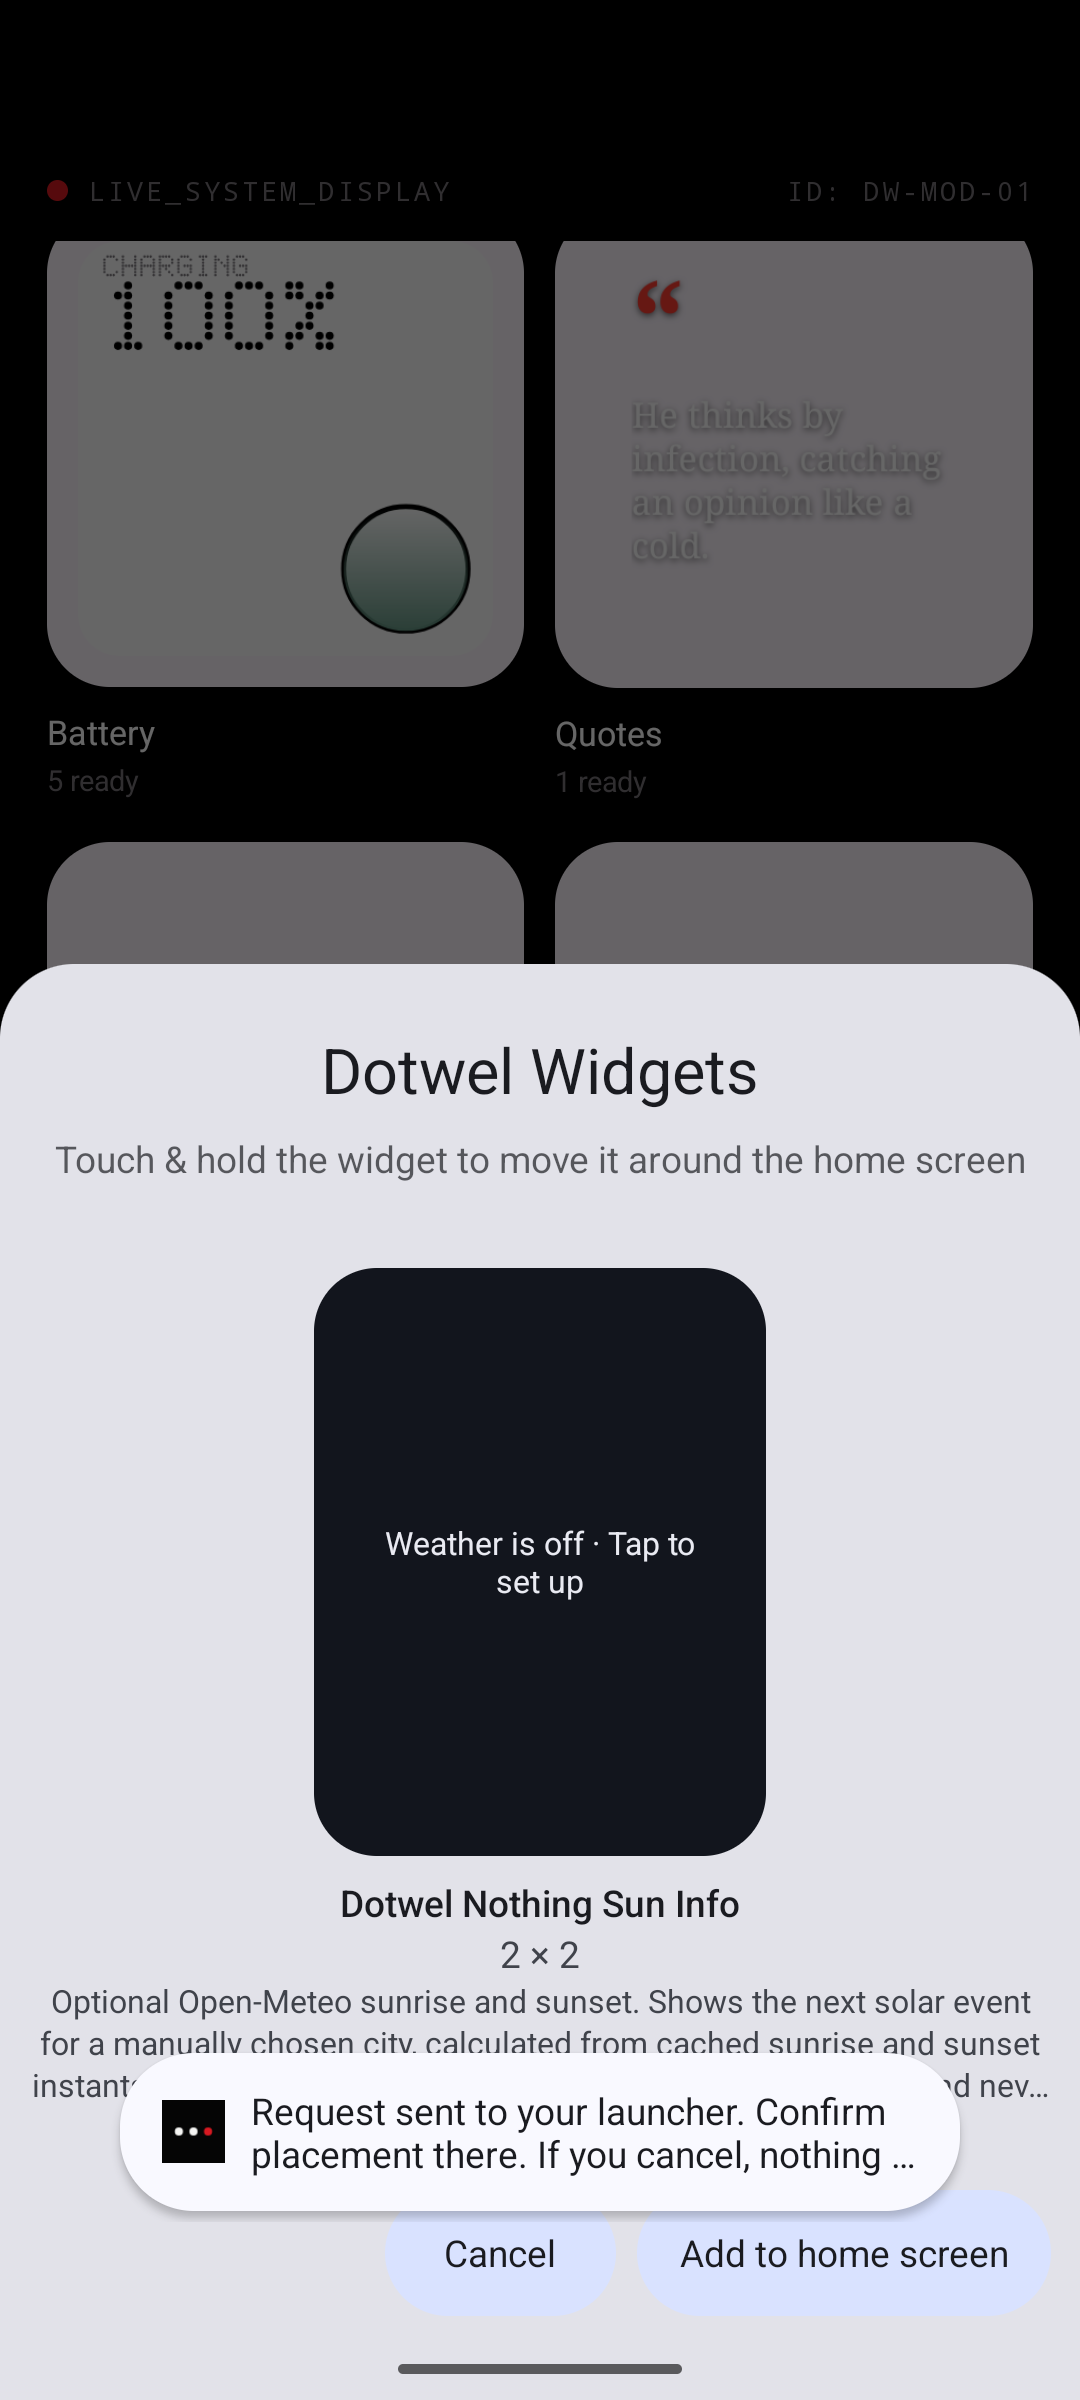 LIVE_SYSTEM_DISPLAY
ID: DW-MOD-01
CHARGING
100%
“
He thinks by
infection, catching
an opinion like a
cold.
Battery
5 ready
Quotes
1 ready
Dotwel Widgets
Touch & hold the widget to move it around the home screen
Weather is off · Tap to
set up
Dotwel Nothing Sun Info
2 × 2
Optional Open-Meteo sunrise and sunset. Shows the next solar event
for a manually chosen city, calculated from cached sunrise and sunset
nev…
Request sent to your launcher. Confirm
placement there. If you cancel, nothing …
Cancel
Add to home screen